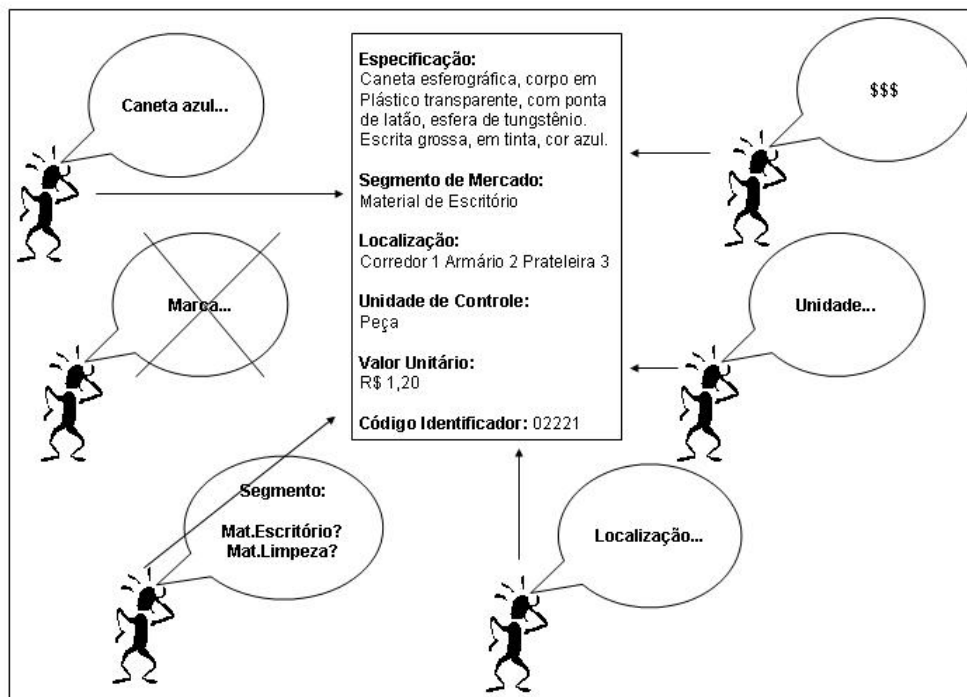 Caneta azul...
Marca...
Segmento:
Mat.Escritório?
Mat.Limpeza?
Especificação:
Caneta esferográfica, corpo em
Plástico transparente, com ponta
de latão, esfera de tungstênio.
Escrita grossa, em tinta, cor azul.
Segmento de Mercado:
Material de Escritório
Localização:
Corredor 1 Armário 2 Prateleira 3
Unidade de Controle:
Peça
Valor Unitário:
R$ 1,20
Código Identificador: 02221
$$$
Unidade...
Localização...